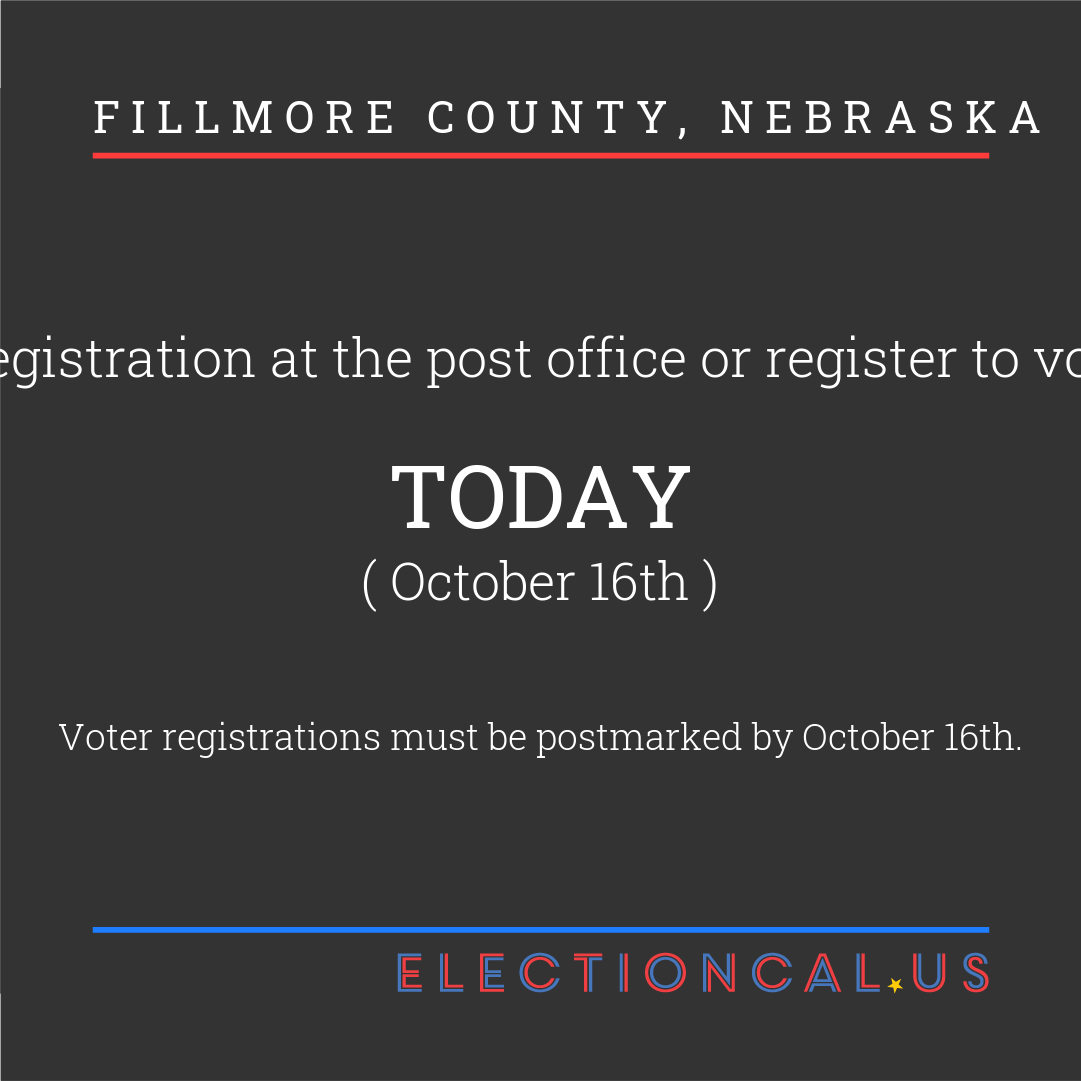 FILLMORE COUNTY, NEBRASKA
egistration at the post office or register to vo
TODAY
( October 16th )
Voter registrations must be postmarked by October 16th.
ELECTIONCAL.US